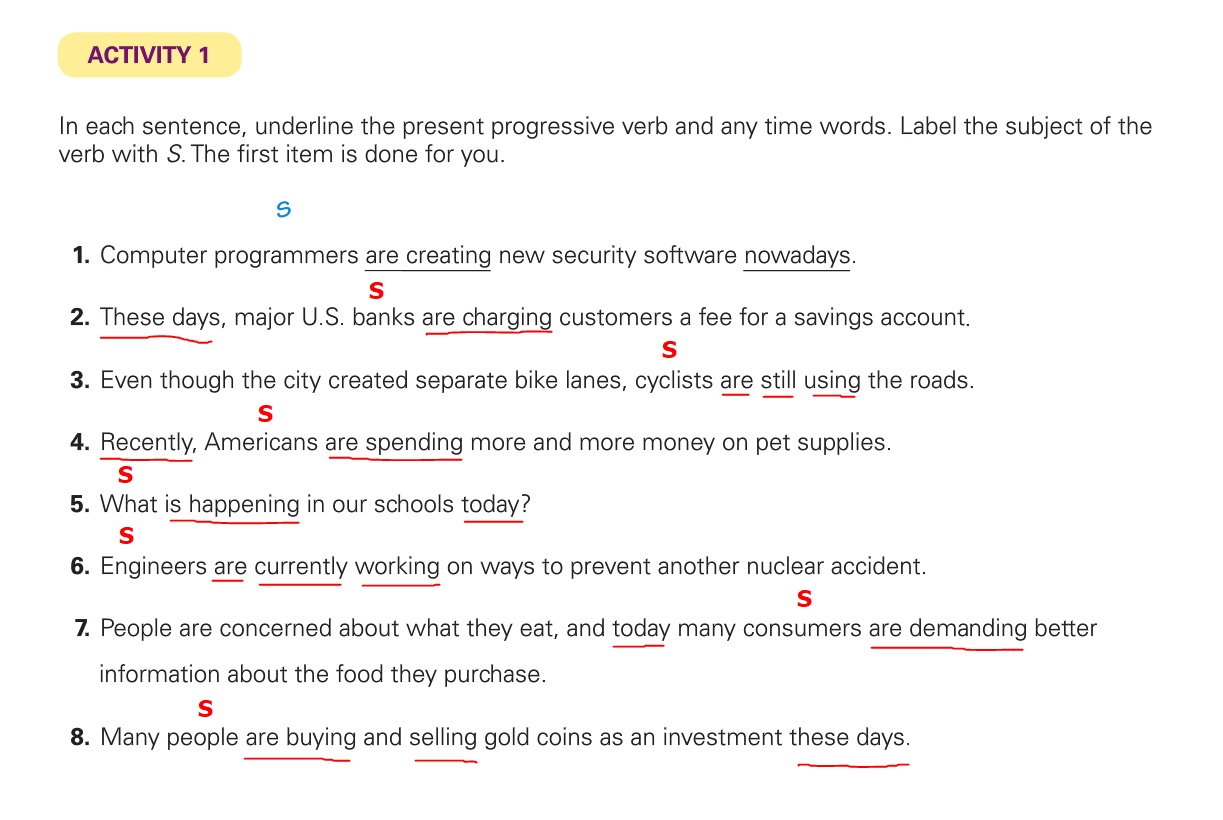 ACTIVITY 1
In each sentence, underline the present progressive verb and any time words. Label the subject of the
verb with S. The first item is done for you.
S
1. Computer programmers are creating new security software nowadays.
S
2. These days, major U.S. banks are charging customers a fee for a savings account.
S
3. Even though the city created separate bike lanes, cyclists are still using the roads.
S
4. Recently, Americans are spending more and more money on pet supplies.
S
5. What is happening in our schools today?
S
6. Engineers are currently working on ways to prevent another nuclear accident.
S
7. People are concerned about what they eat, and today many consumers are demanding better
information about the food they purchase.
S
8. Many people are buying and selling gold coins as an investment these days.